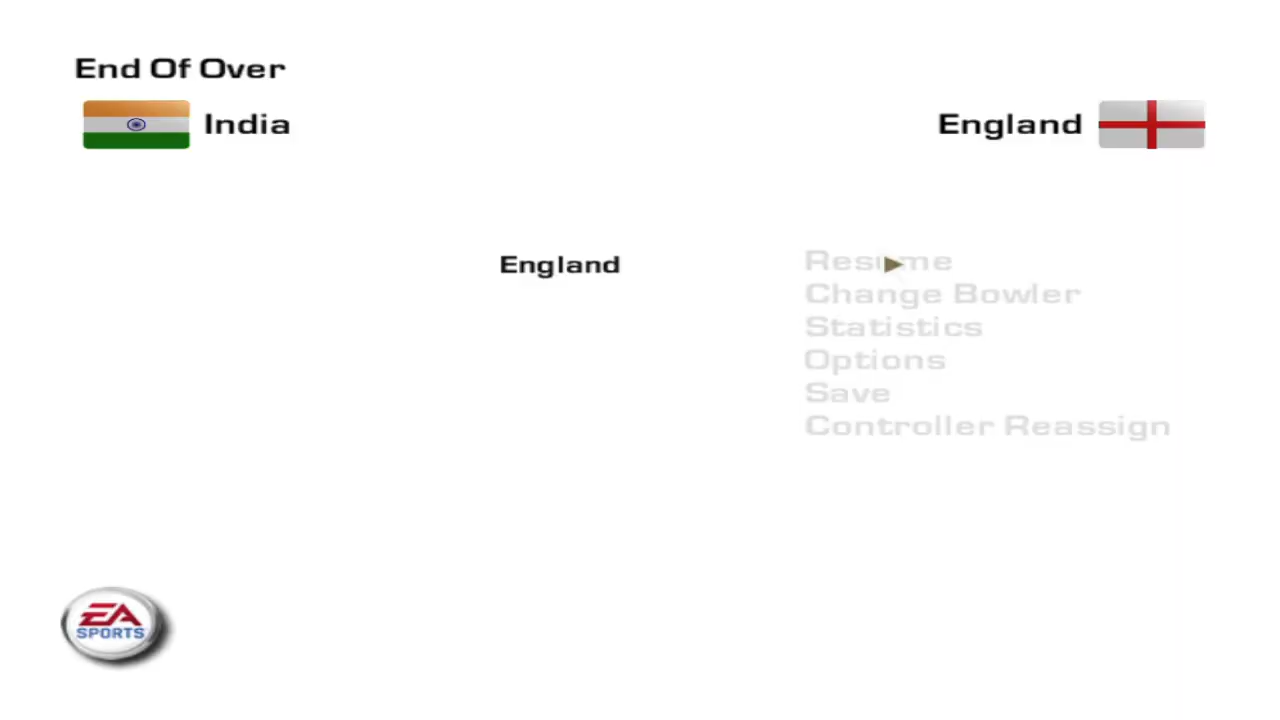 End Of Over
India
England
England
Resume
Change Bowler
Statistics
Options
Save
Controller Reassign
EA
SPORTS